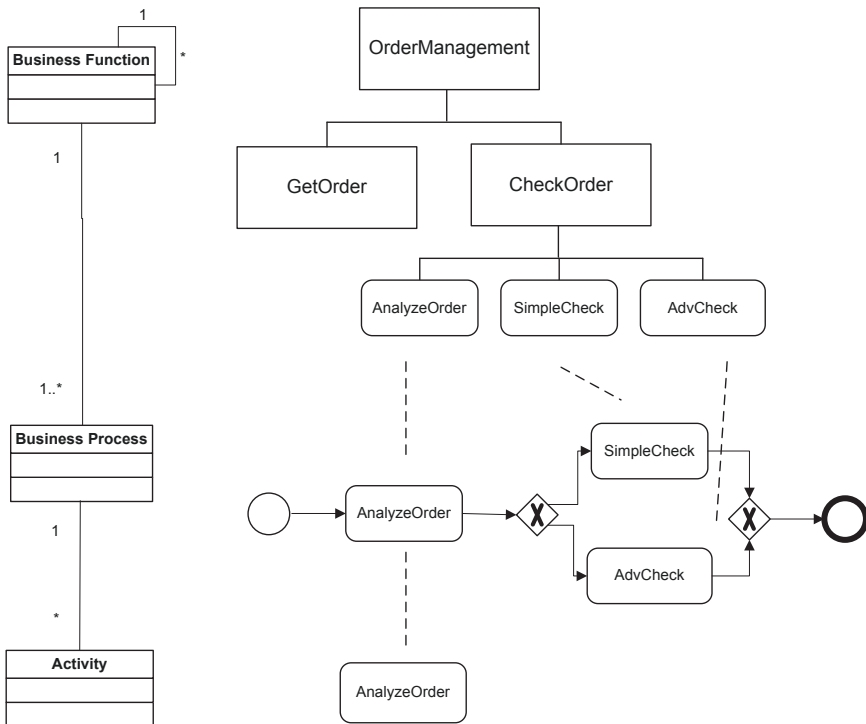 1
Business Function
*
OrderManagement
1
GetOrder
CheckOrder
AnalyzeOrder
SimpleCheck
AdvCheck
1..*
Business Process
SimpleCheck
AnalyzeOrder
X
X
1
AdvCheck
*
Activity
AnalyzeOrder